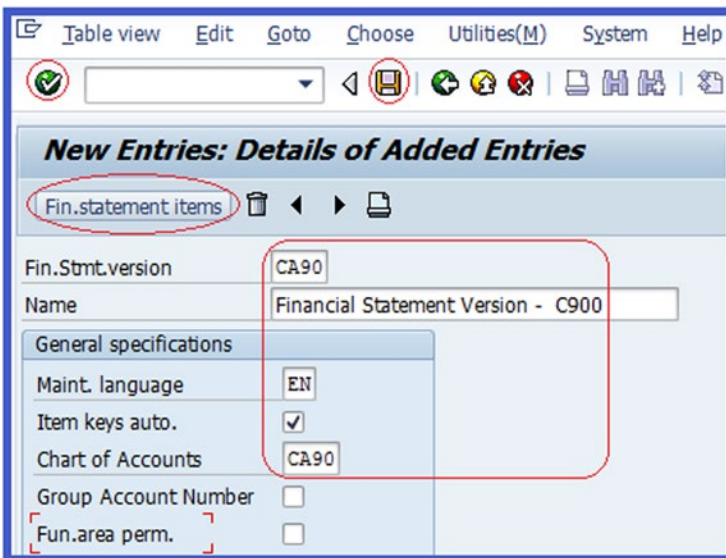 Table view Edit Goto Choose Utilities(M) System Help
New Entries: Details of Added Entries
Fin.statement items
Fin.Stmt.version CA90
Name Financial Statement Version - C900
General specifications
Maint. language EN
Item keys auto.
Chart of Accounts CA90
Group Account Number
Fun.area perm.